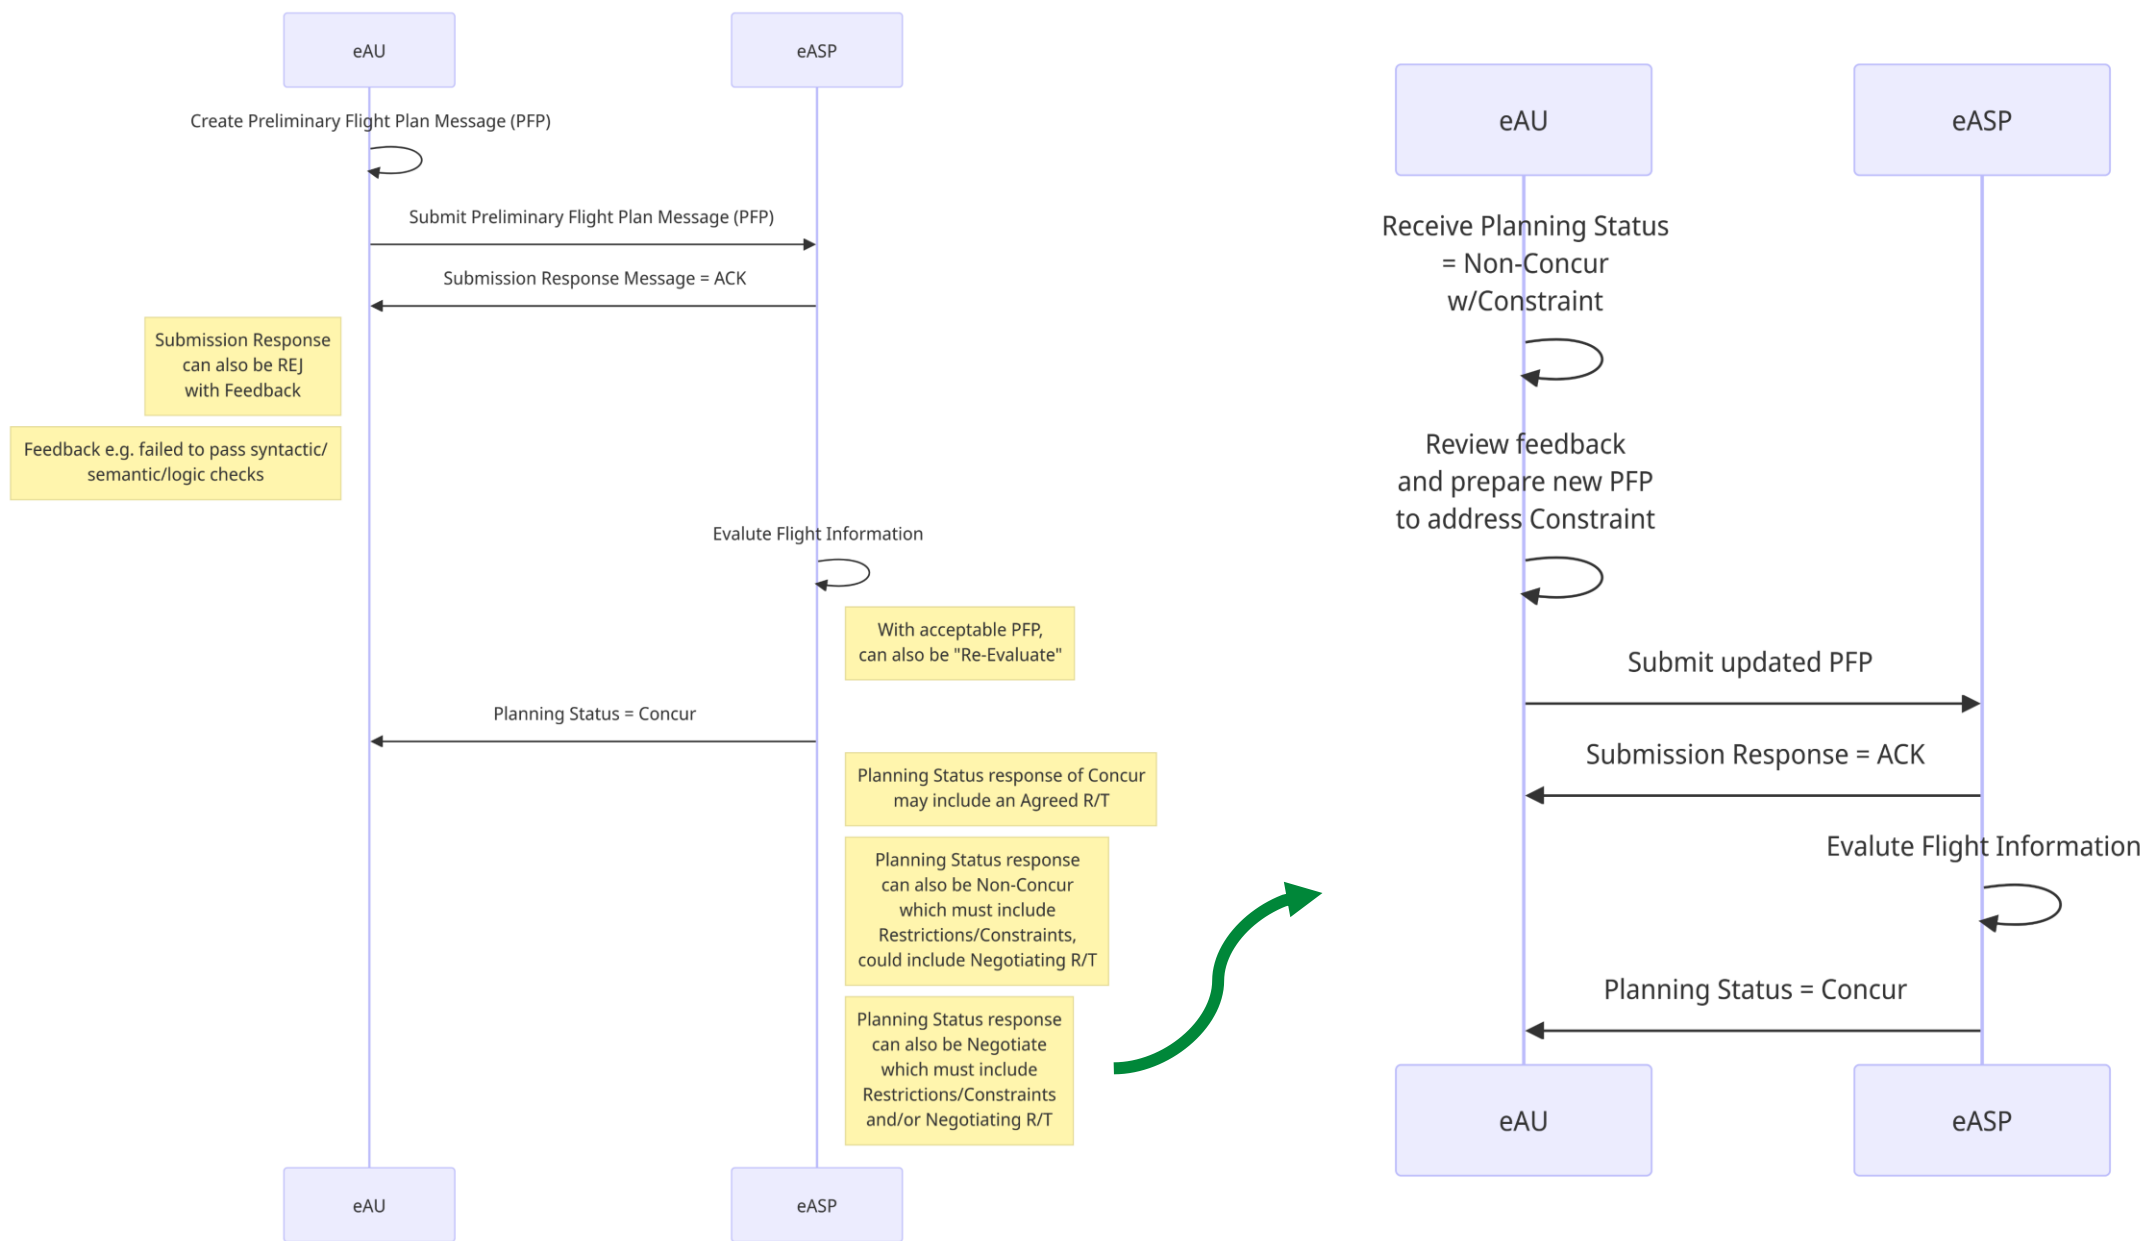 eAU
eASP
Create Preliminary Flight Plan Message (PFP)
Submit Preliminary Flight Plan Message (PFP)
Submission Response Message = ACK
Submission Response
can also be REJ
with Feedback
Feedback e.g. failed to pass syntactic/
semantic/logic checks
Evalute Flight Information
With acceptable PFP,
can also be "Re-Evaluate"
Planning Status = Concur
Planning Status response of Concur
may include an Agreed R/T
Planning Status response
can also be Non-Concur
which must include
Restrictions/Constraints,
could include Negotiating R/T
Planning Status response
can also be Negotiate
which must include
Restrictions/Constraints
and/or Negotiating R/T
eAU
eASP
eAU
eASP
Receive Planning Status
= Non-Concur
w/Constraint
Review feedback
and prepare new PFP
to address Constraint
Submit updated PFP
Submission Response = ACK
Evalute Flight Information
Planning Status = Concur
eAU
eASP